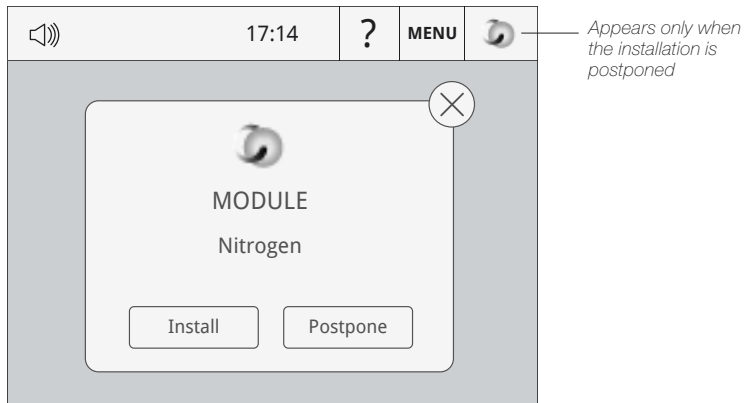 17:14 ? MENU
Appears only when
the installation is
postponed
MODULE
Nitrogen
Install Postpone